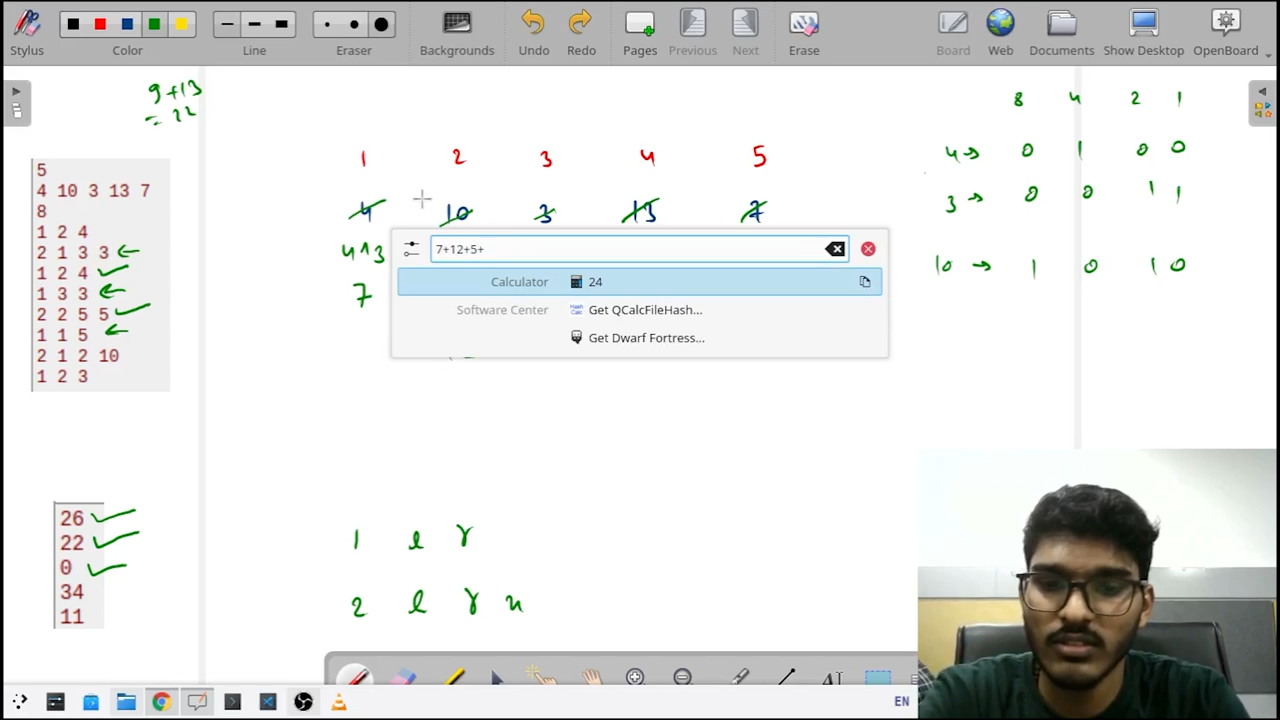 Stylus Color Line Eraser Backgrounds Undo Redo Pages Previous Next Erase Board Web Documents Show Desktop OpenBoard
9+13
= 22
8 4 2 1
1 2 3 4 5
4→ 0 1 0 0
5
4 10 3 13 7
8
1 2 4
2 1 3 3
1 2 4
1 3 3
2 2 5 5
1 1 5
2 1 2 10
1 2 3
4 10 3 13 7
3→ 0 0 1 1
4^3
7
7+12+5+
Calculator 24
Software Center Get QCalcFileHash...
Get Dwarf Fortress...
10 → 1 0 1 0
26
22
0
34
11
1 l r
2 l r x
EN